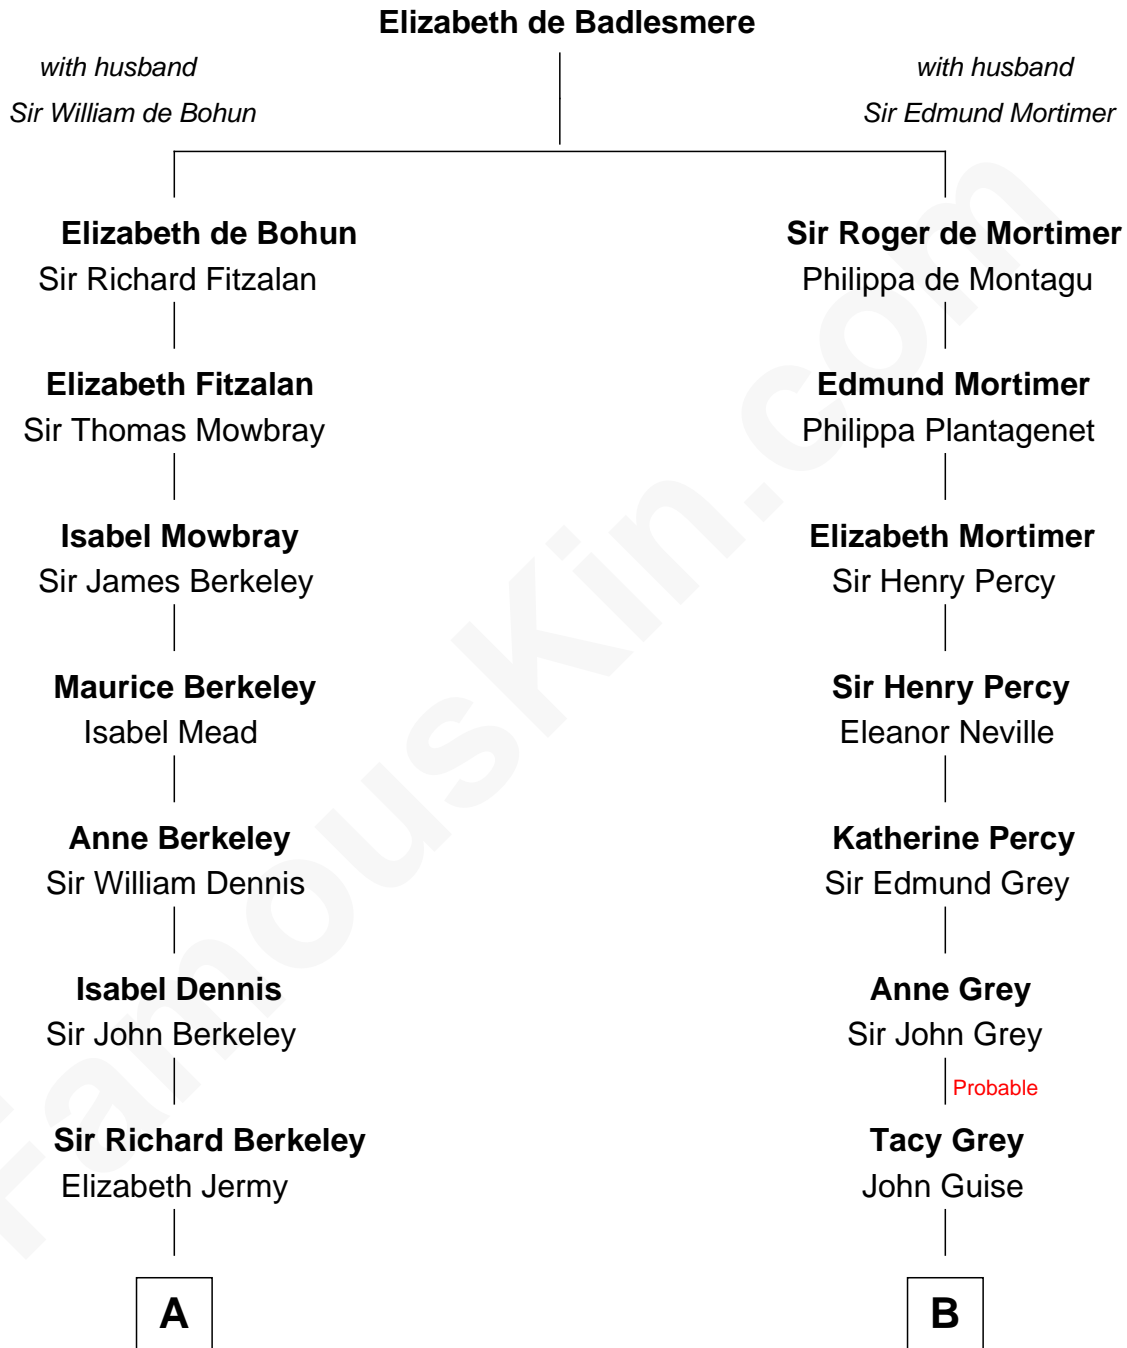 Elizabeth de Badlesmere
with husband
Sir William de Bohun
with husband
Sir Edmund Mortimer
Elizabeth de Bohun
Sir Richard Fitzalan
Sir Roger de Mortimer
Philippa de Montagu
Elizabeth Fitzalan
Sir Thomas Mowbray
Edmund Mortimer
Philippa Plantagenet
Isabel Mowbray
Sir James Berkeley
Elizabeth Mortimer
Sir Henry Percy
Maurice Berkeley
Isabel Mead
Sir Henry Percy
Eleanor Neville
Anne Berkeley
Sir William Dennis
Katherine Percy
Sir Edmund Grey
Isabel Dennis
Sir John Berkeley
Anne Grey
Sir John Grey
Probable
Sir Richard Berkeley
Elizabeth Jermy
Tacy Grey
John Guise
A
B
FamousKin.com